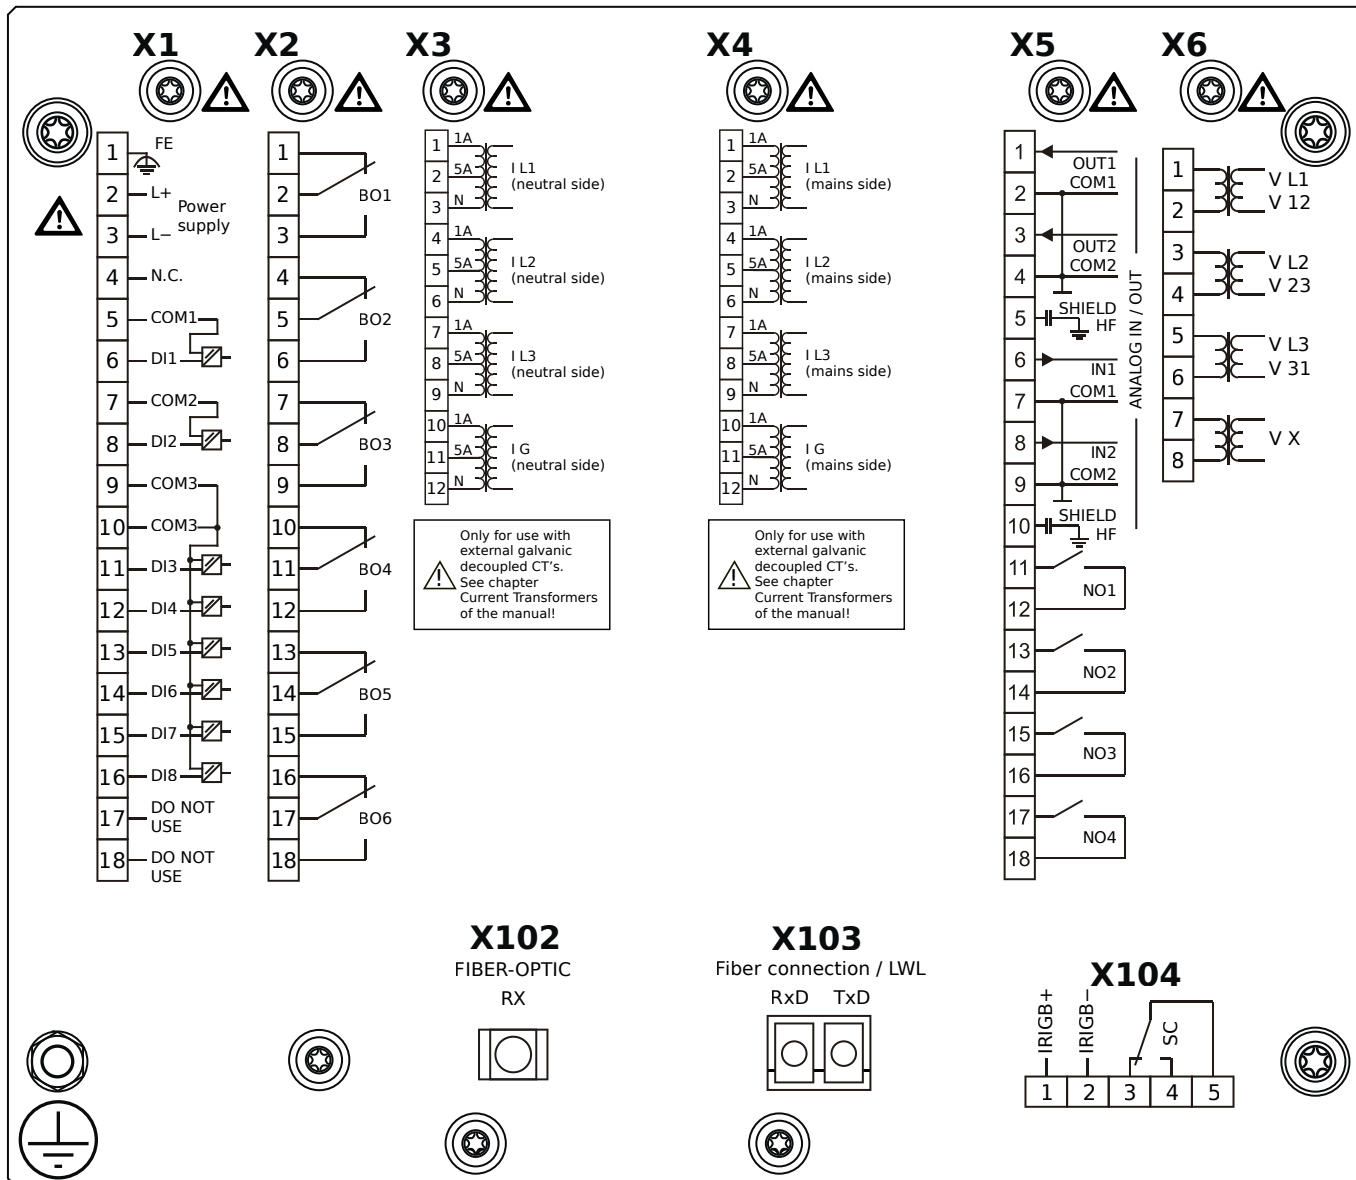 X1
X2
X3
X4
X5
X6
1
FE
2
L+
Power
supply
3
L−
4
N.C.
5
COM1
6
DI1
7
COM2
8
DI2
9
COM3
10
COM3
11
DI3
12
DI4
13
DI5
14
DI6
15
DI7
16
DI8
17
DO NOT
USE
18
DO NOT
USE
1
2
BO1
3
4
5
BO2
6
7
8
BO3
9
10
11
BO4
12
13
14
BO5
15
16
17
BO6
18
1
1A
2
5A
I L1
(neutral side)
3
N
4
1A
5
5A
I L2
(neutral side)
6
N
7
1A
8
5A
I L3
(neutral side)
9
N
10
1A
11
5A
I G
(neutral side)
12
N
Only for use with
external galvanic
decoupled CT's.
See chapter
Current Transformers
of the manual!
1
1A
2
5A
I L1
(mains side)
3
N
4
1A
5
5A
I L2
(mains side)
6
N
7
1A
8
5A
I L3
(mains side)
9
N
10
1A
11
5A
I G
(mains side)
12
N
Only for use with
external galvanic
decoupled CT's.
See chapter
Current Transformers
of the manual!
1
OUT1
2
COM1
3
OUT2
4
COM2
5
SHIELD
HF
6
IN1
7
COM1
8
IN2
9
COM2
10
SHIELD
HF
ANALOG IN / OUT
11
NO1
12
13
NO2
14
15
NO3
16
17
NO4
18
1
V L1
2
V 12
3
V L2
4
V 23
5
V L3
6
V 31
7
V X
8
X102
FIBER-OPTIC
RX
X103
Fiber connection / LWL
RxD TxD
X104
IRIGB+
IRIGB−
SC
1 2 3 4 5